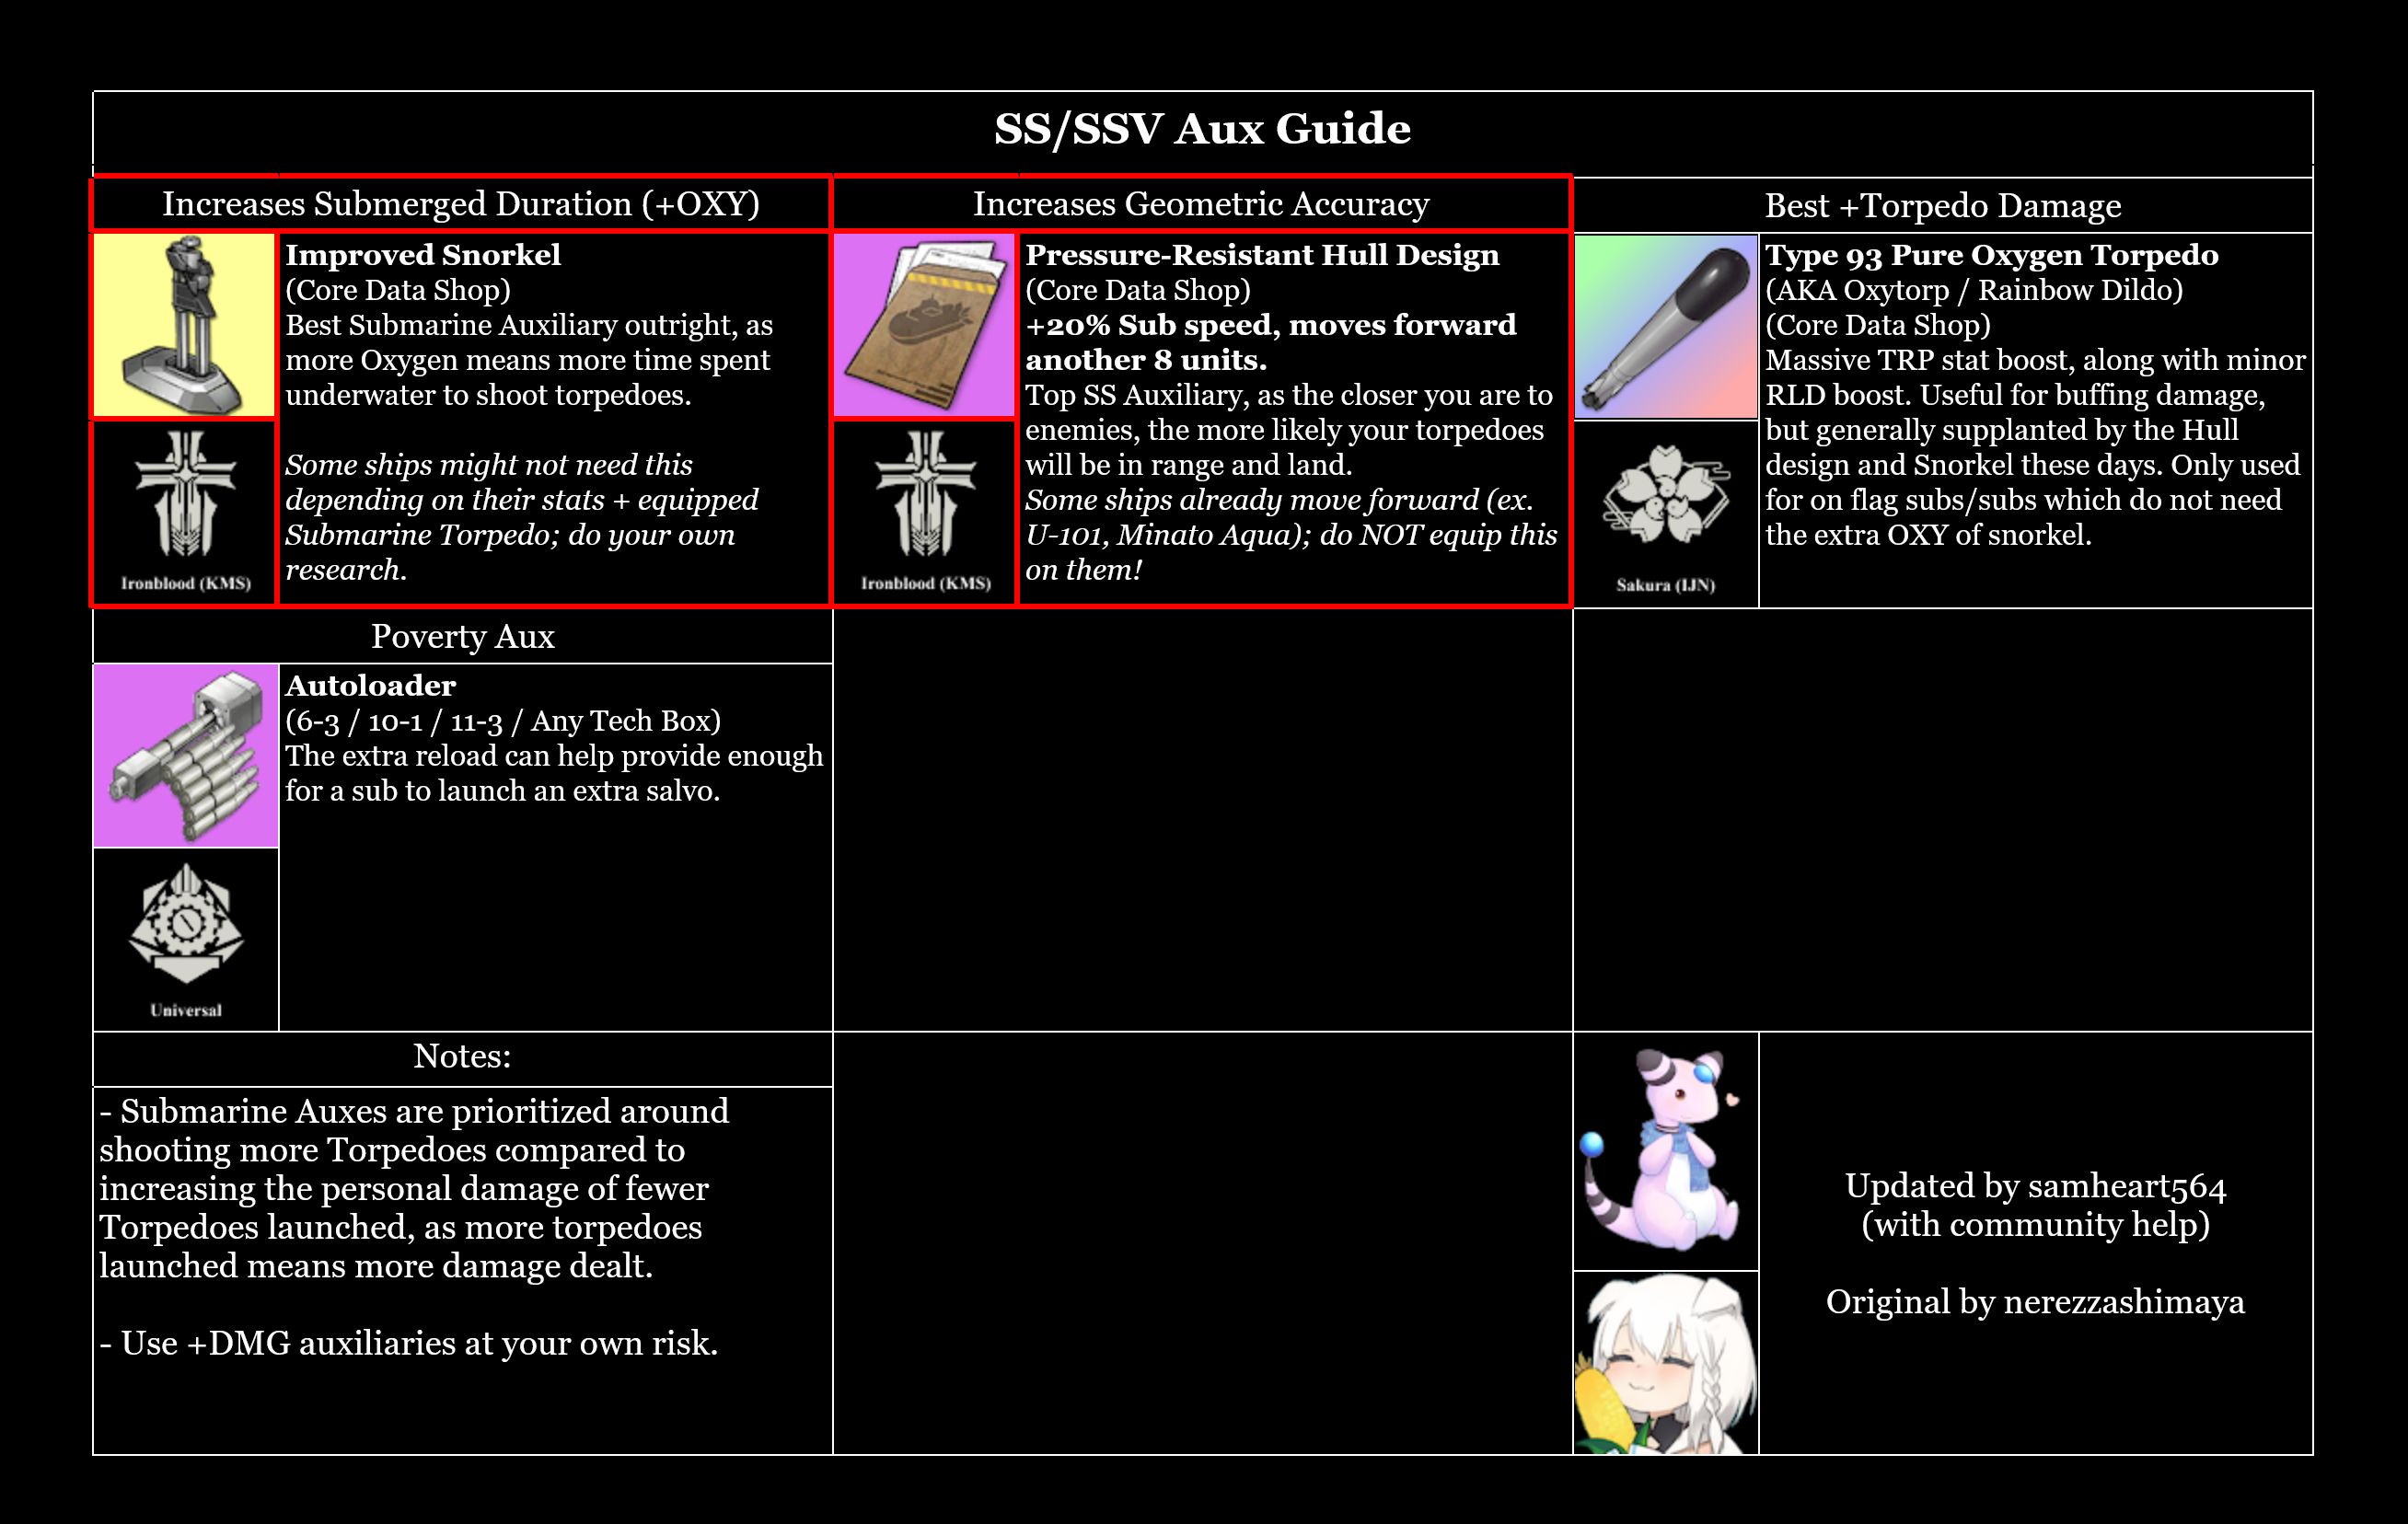 SS/SSV Aux Guide
Increases Submerged Duration (+OXY)
Improved Snorkel
(Core Data Shop)
Best Submarine Auxiliary outright, as
more Oxygen means more time spent
underwater to shoot torpedoes.
Some ships might not need this
depending on their stats + equipped
Submarine Torpedo; do your own
research.
Ironblood (KMS)
Increases Geometric Accuracy
Pressure-Resistant Hull Design
(Core Data Shop)
+20% Sub speed, moves forward
another 8 units.
Top SS Auxiliary, as the closer you are to
enemies, the more likely your torpedoes
will be in range and land.
Some ships already move forward (ex.
U-101, Minato Aqua); do NOT equip this
on them!
Ironblood (KMS)
Best +Torpedo Damage
Type 93 Pure Oxygen Torpedo
(AKA Oxytorp / Rainbow Dildo)
(Core Data Shop)
Massive TRP stat boost, along with minor
RLD boost. Useful for buffing damage,
but generally supplanted by the Hull
design and Snorkel these days. Only used
for on flag subs/subs which do not need
the extra OXY of snorkel.
Sakura (IJN)
Poverty Aux
Autoloader
(6-3 / 10-1 / 11-3 / Any Tech Box)
The extra reload can help provide enough
for a sub to launch an extra salvo.
Universal
Notes:
- Submarine Auxes are prioritized around
shooting more Torpedoes compared to
increasing the personal damage of fewer
Torpedoes launched, as more torpedoes
launched means more damage dealt.
- Use +DMG auxiliaries at your own risk.
Updated by samheart564
(with community help)
Original by nerezzashimaya